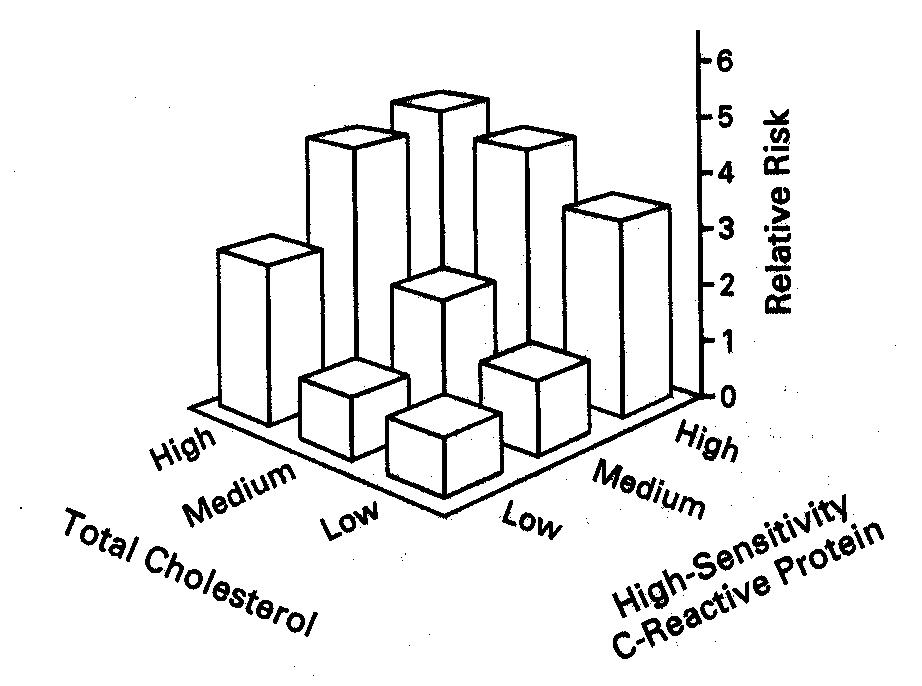 6
5
4
3
2
1
0
Relative Risk
High
Medium
Low
Total Cholesterol
Low
Medium
High
High-Sensitivity
C-Reactive Protein